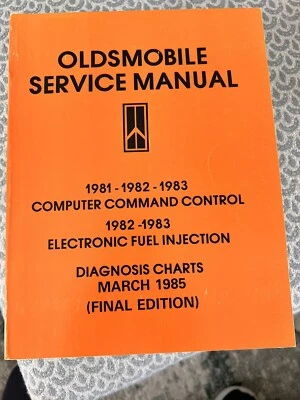 OLDSMOBILE
SERVICE MANUAL
1981-1982-1983
COMPUTER COMMAND CONTROL
1982-1983
ELECTRONIC FUEL INJECTION
DIAGNOSIS CHARTS
MARCH 1985
(FINAL EDITION)